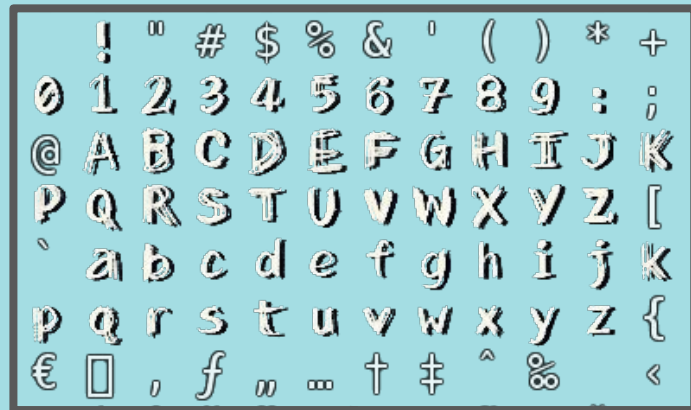 ! " # $ % & ' ( ) * +
0 1 2 3 4 5 6 7 8 9 : ;
@ A B C D E F G H I J K
P Q R S T U V W X Y Z [
` a b c d e f g h i j k
p q r s t u v w x y z {
€ ▯ ‚ ƒ „ … † ‡ ˆ ‰ ‹